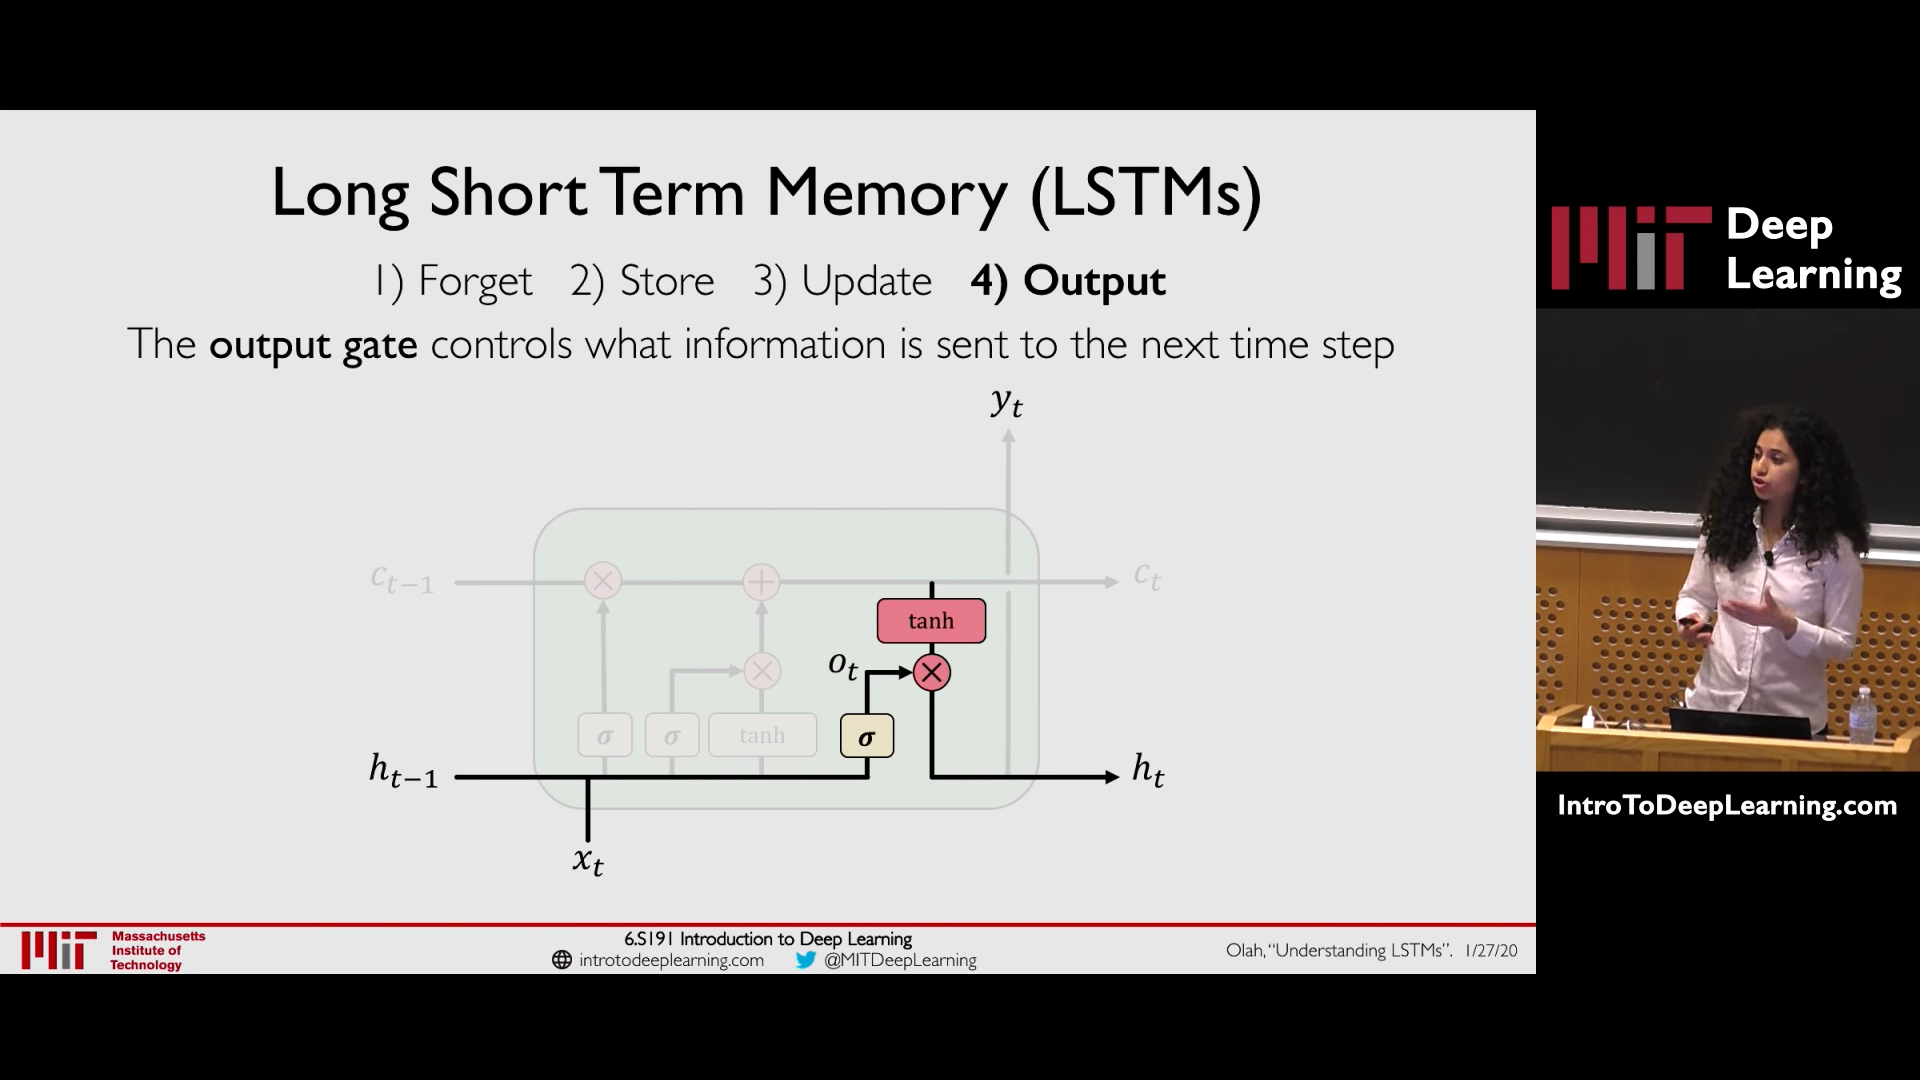 Long Short Term Memory (LSTMs)
1) Forget 2) Store 3) Update 4) Output
The output gate controls what information is sent to the next time step
y_t
c_{t−1}
c_t
tanh
o_t
σ σ tanh σ
h_{t−1}
h_t
x_t
Massachusetts
Institute of
Technology
6.S191 Introduction to Deep Learning
introtodeeplearning.com @MITDeepLearning
Olah, “Understanding LSTMs”. 1/27/20
MiT Deep
Learning
IntroToDeepLearning.com